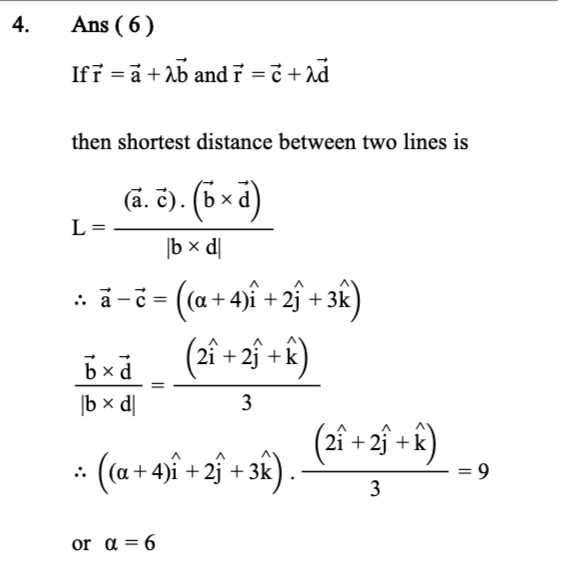 4. Ans ( 6 )
If r⃗ = a⃗ + λb⃗ and r⃗ = c⃗ + λd⃗
then shortest distance between two lines is
L = (a⃗. c⃗) . (b⃗ × d⃗) / |b × d|
∴ a⃗ – c⃗ = ((α + 4)î + 2ĵ + 3k̂)
b⃗ × d⃗ / |b × d| = (2î + 2ĵ + k̂) / 3
∴ ((α + 4)î + 2ĵ + 3k̂) . (2î + 2ĵ + k̂) / 3 = 9
or α = 6